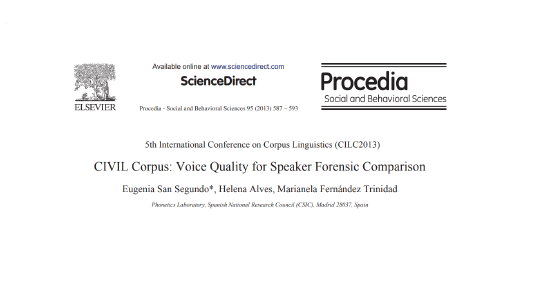 Available online at www.sciencedirect.com
ScienceDirect
ELSEVIER
Procedia - Social and Behavioral Sciences 95 (2013) 587 – 593
Procedia
Social and Behavioral Sciences
5th International Conference on Corpus Linguistics (CILC2013)
CIVIL Corpus: Voice Quality for Speaker Forensic Comparison
Eugenia San Segundo*, Helena Alves, Marianela Fernández Trinidad
Phonetics Laboratory, Spanish National Research Council (CSIC), Madrid 28037, Spain